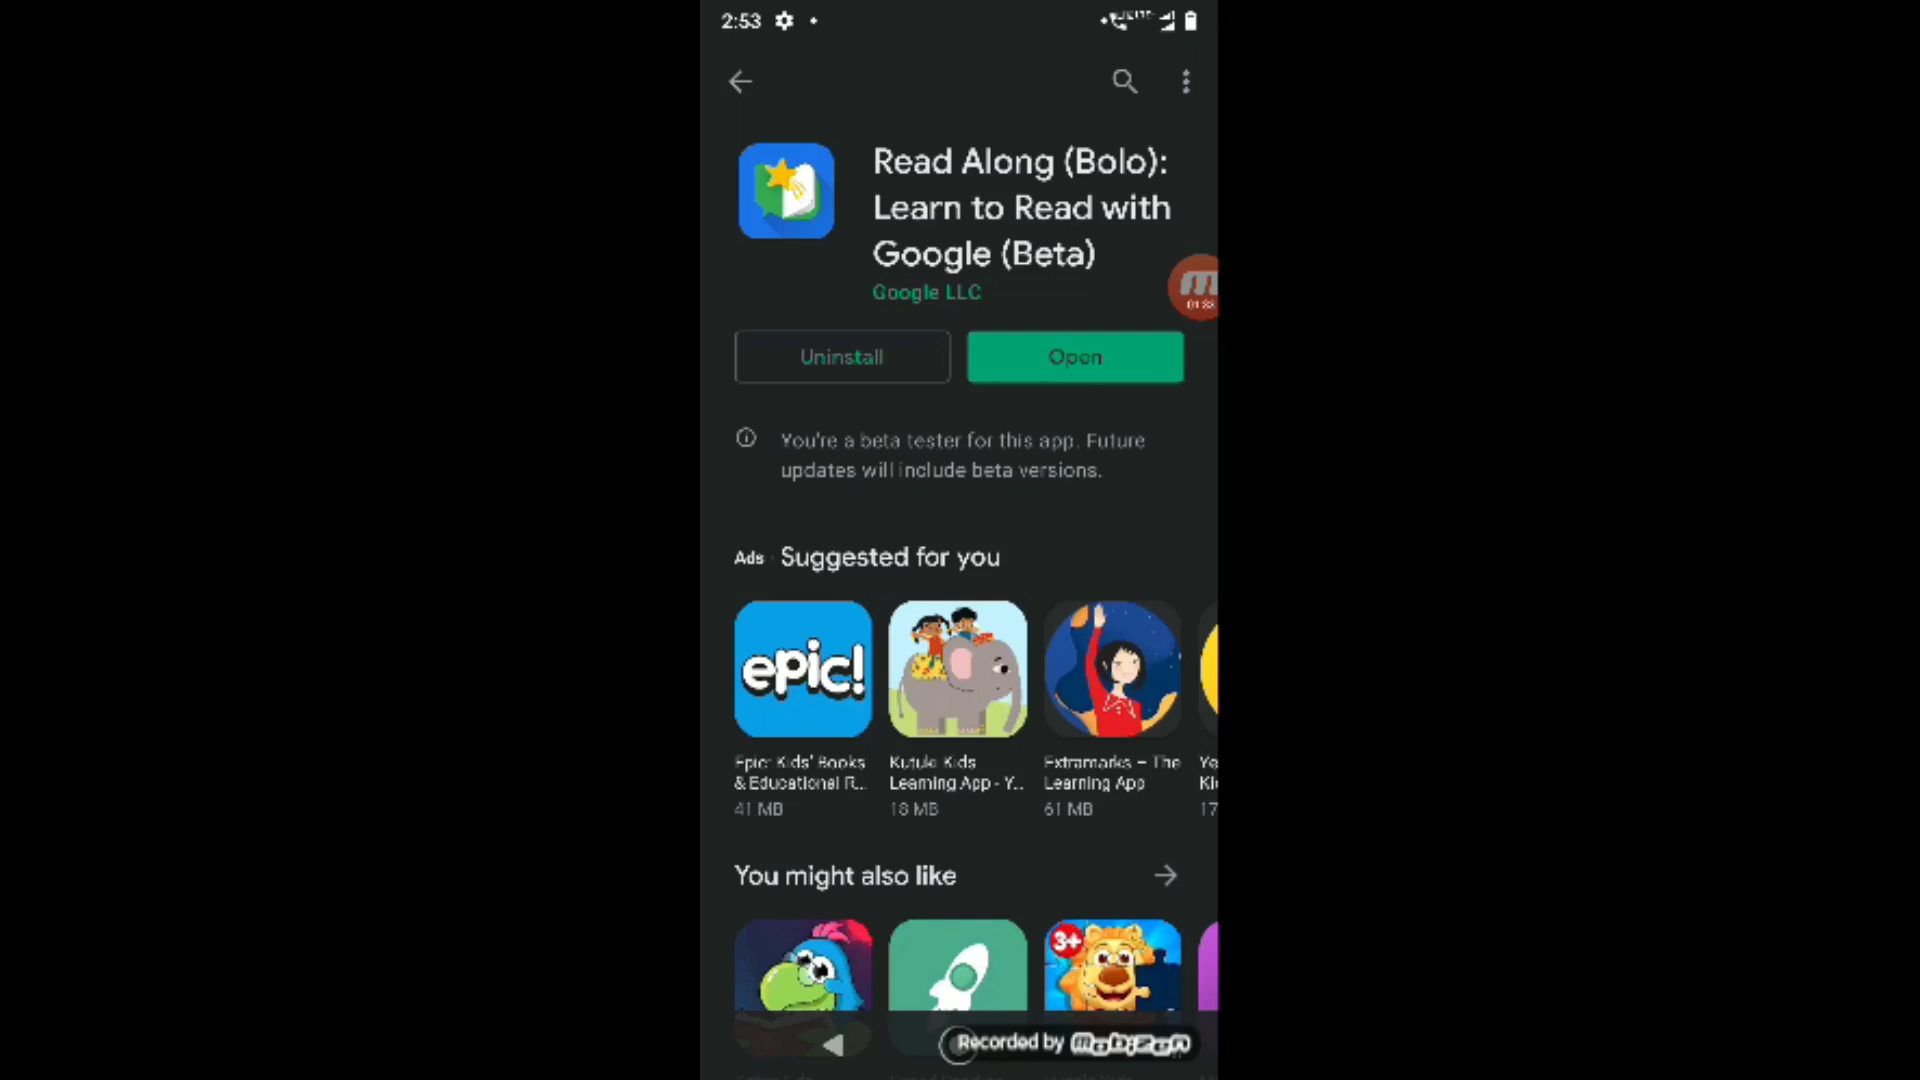 2:53
Read Along (Bolo):
Learn to Read with
Google (Beta)
Google LLC
Uninstall
Open
You're a beta tester for this app. Future
updates will include beta versions.
Ads · Suggested for you
epic!
Epic: Kids' Books
& Educational R...
41 MB
Kutuki Kids
Learning App - Y...
18 MB
Extramarks – The
Learning App
61 MB
Ye
17
You might also like
3+
Recorded by mobizen